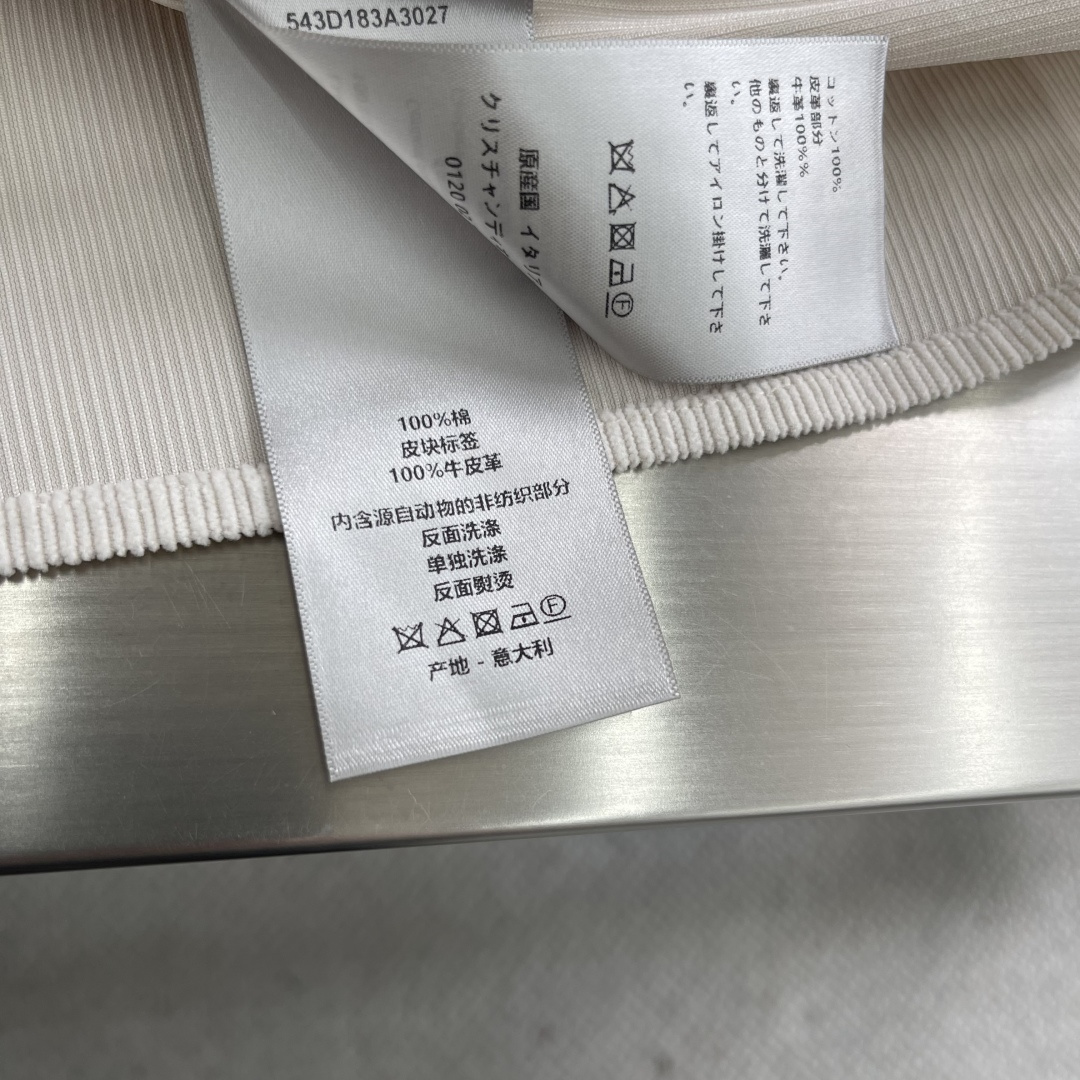 543D183A3027
コットン100%
皮革部分
牛革100%%
裏返して洗濯して下さい。
他のものと分けて洗濯して下さ
い。
裏返してアイロン掛けして下さ
い。
原産国 イタリア
クリスチャンディ
0120
100%棉
皮块标签
100%牛皮革
内含源自动物的非纺织部分
反面洗涤
单独洗涤
反面熨烫
F
产地 - 意大利